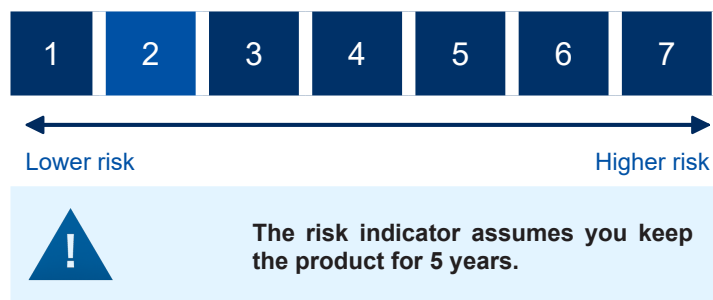 1 2 3 4 5 6 7
Lower risk Higher risk
!
The risk indicator assumes you keep
the product for 5 years.